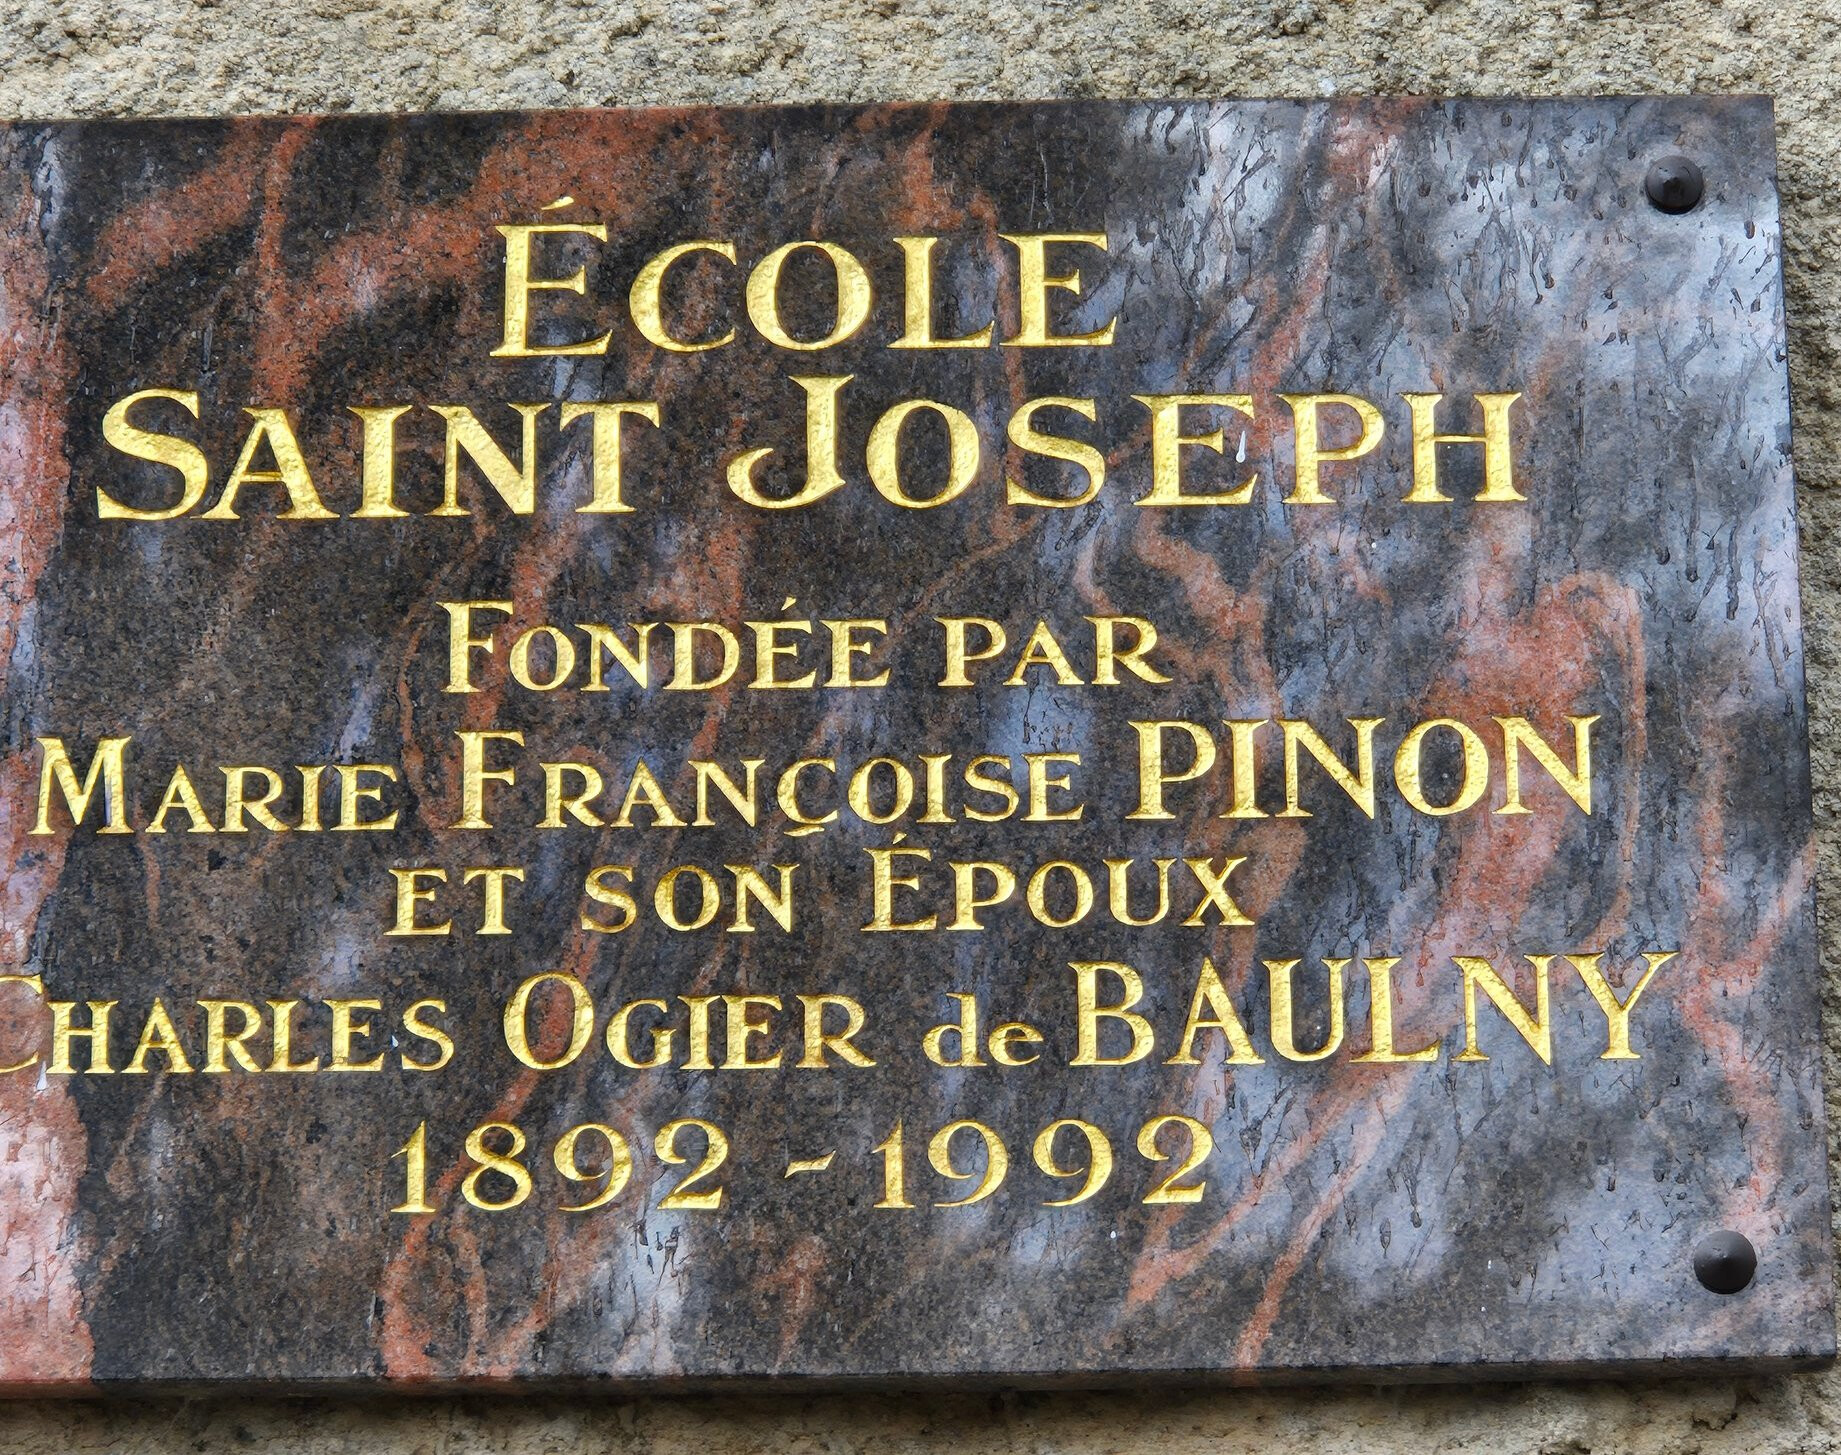 École
Saint Joseph
Fondée par
Marie Françoise PINON
et son Époux
Charles Ogier de BAULNY
1892 - 1992